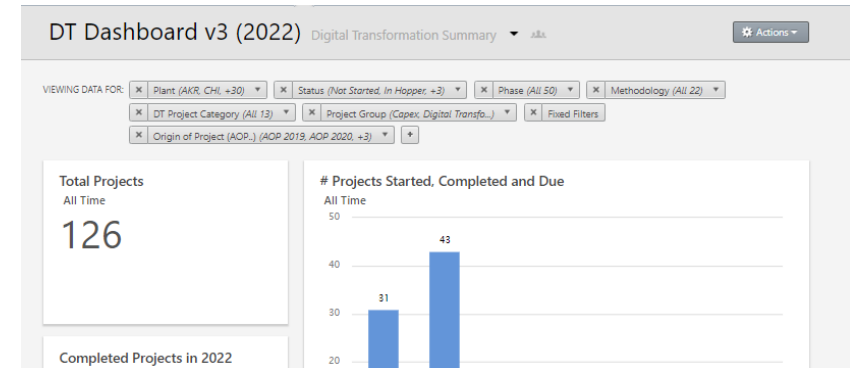 DT Dashboard v3 (2022) Digital Transformation Summary
Actions
VIEWING DATA FOR: × Plant (AKR, CHI, +30) × Status (Not Started, In Hopper, +3) × Phase (All 50) × Methodology (All 22)
× DT Project Category (All 13) × Project Group (Capex, Digital Transfo...) × Fixed Filters
× Origin of Project (AOP..) (AOP 2019, AOP 2020, +3) +
Total Projects
All Time
126
# Projects Started, Completed and Due
All Time
50
43
40
31
30
20
Completed Projects in 2022